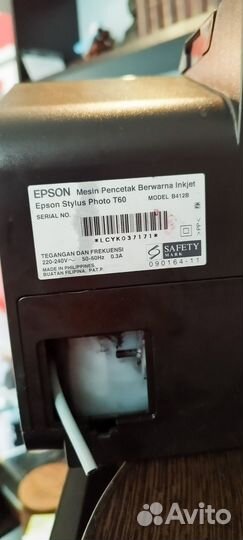 EPSON Mesin Pencetak Berwarna Inkjet
Epson Stylus Photo T60 MODEL B412B
SERIAL NO.
*LCYK037171*
TEGANGAN DAN FREKUENSI
220-240V~ 50-60Hz 0.3A
MADE IN PHILIPPINES
BUATAN FILIPINA PAT.P.
S SAFETY
MARK
090164-11
Avito